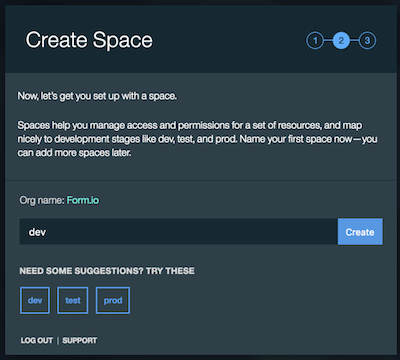 Create Space
1 2 3
Now, let's get you set up with a space.
Spaces help you manage access and permissions for a set of resources, and map
nicely to development stages like dev, test, and prod. Name your first space now—you
can add more spaces later.
Org name: Form.io
dev Create
NEED SOME SUGGESTIONS? TRY THESE
dev test prod
LOG OUT | SUPPORT